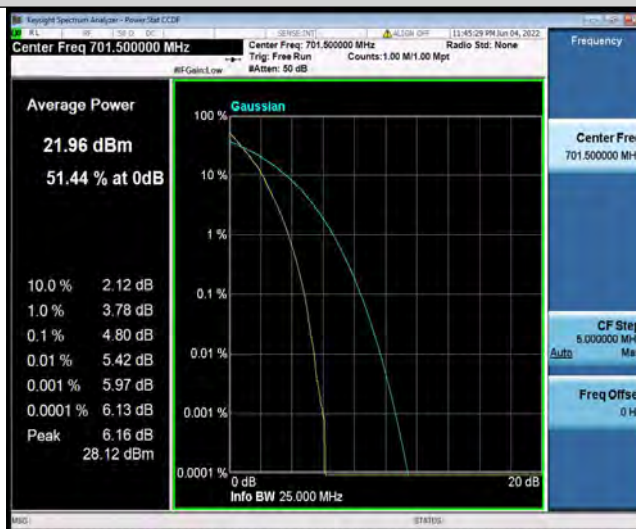 Keysight Spectrum Analyzer - Power Stat CCDF
RL RF 50 Ω DC SENSE:INT ALIGN OFF 11:45:29 PM Jun 04, 2022
Center Freq 701.500000 MHz
Center Freq: 701.500000 MHz Radio Std: None
Trig: Free Run Counts:1.00 M/1.00 Mpt
#IFGain:Low #Atten: 50 dB
Frequency
Average Power
21.96 dBm
51.44 % at 0dB
10.0 % 2.12 dB
1.0 % 3.78 dB
0.1 % 4.80 dB
0.01 % 5.42 dB
0.001 % 5.97 dB
0.0001 % 6.13 dB
Peak 6.16 dB
28.12 dBm
Gaussian
100 %
10 %
1 %
0.1 %
0.01 %
0.001 %
0.0001 %
0 dB 20 dB
Info BW 25.000 MHz
Center Fre
701.500000 MH
CF Step
5.000000 MH
Auto Ma
Freq Offse
0 H
MSG STATUS